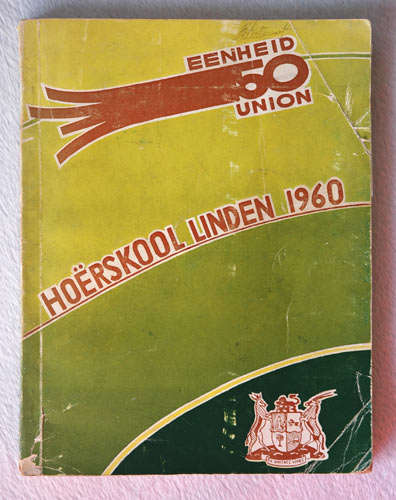 EENHEID
50
UNION
HOËRSKOOL LINDEN 1960